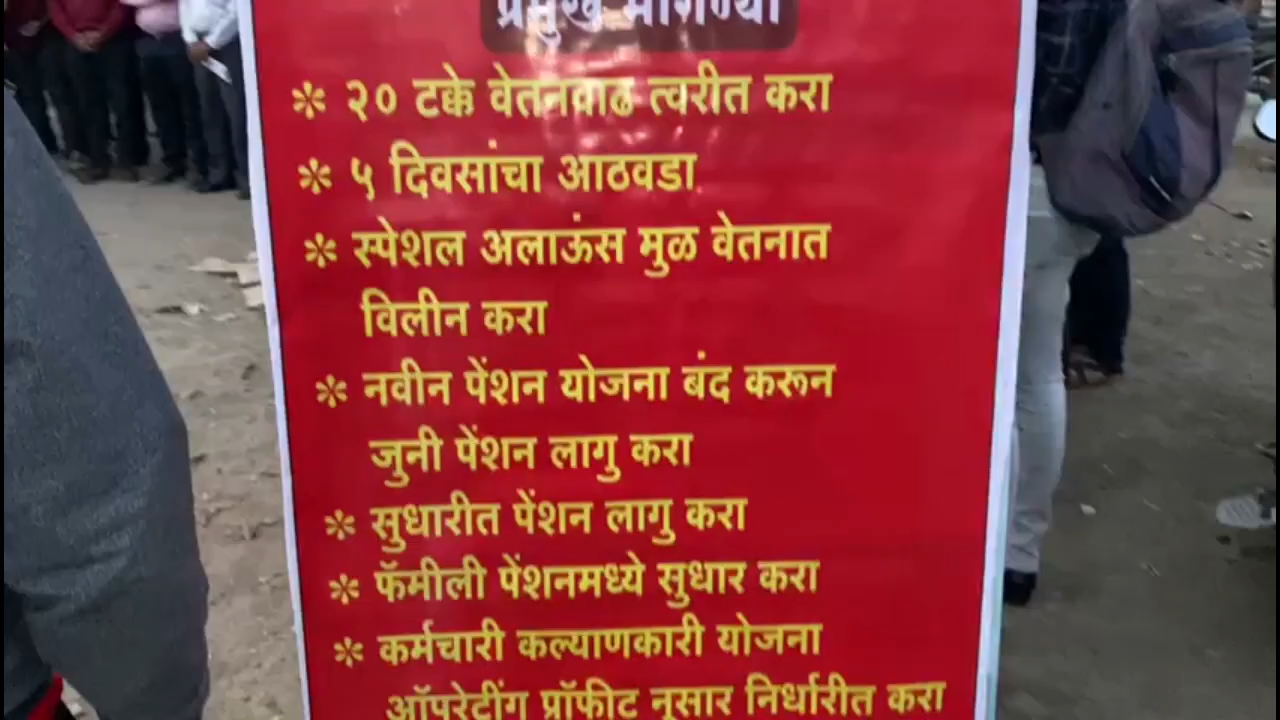 प्रमुख मागण्या
* २० टक्के वेतनवाढ त्वरीत करा
* ५ दिवसांचा आठवडा
* स्पेशल अलाऊंस मुळ वेतनात
विलीन करा
* नवीन पेंशन योजना बंद करून
जुनी पेंशन लागु करा
* सुधारीत पेंशन लागु करा
* फॅमीली पेंशनमध्ये सुधार करा
* कर्मचारी कल्याणकारी योजना
ऑपरेटींग प्रॉफीट नूसार निर्धारीत करा